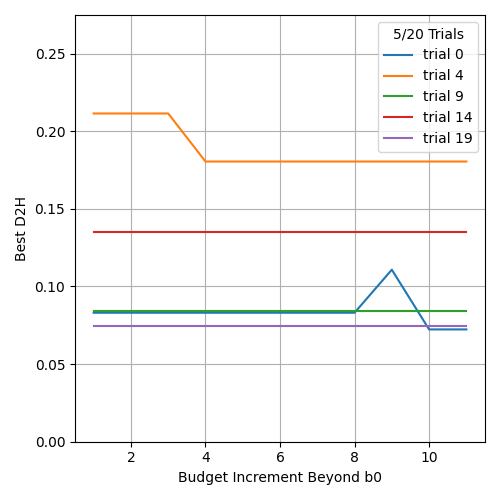 5/20 Trials
trial 0
trial 4
trial 9
trial 14
trial 19
0.25
0.20
0.15
0.10
0.05
0.00
Best D2H
2 4 6 8 10
Budget Increment Beyond b0